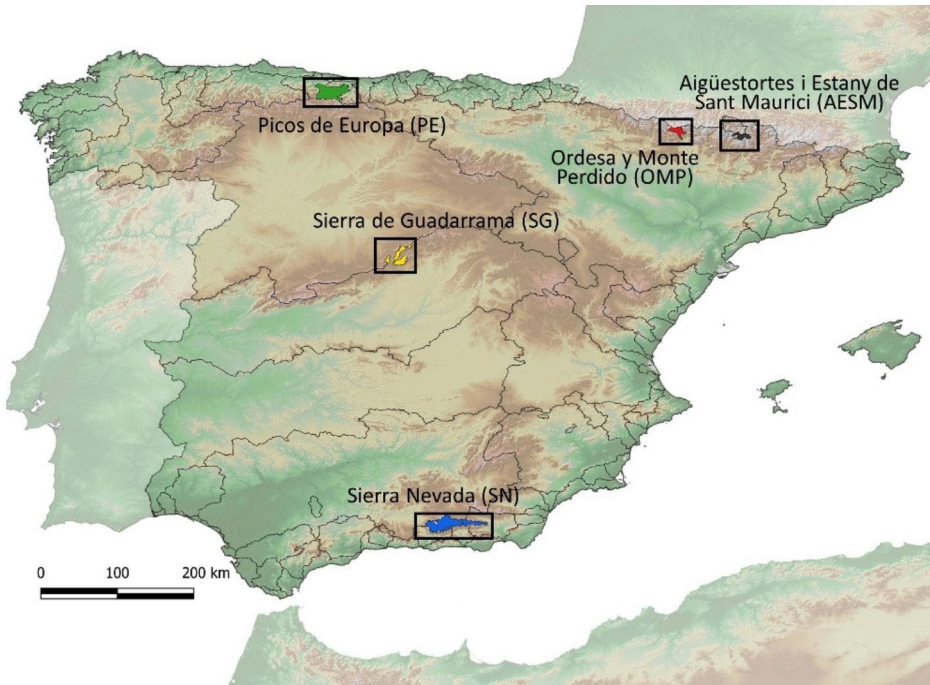 Aigüestortes i Estany de
Sant Maurici (AESM)
Picos de Europa (PE)
Ordesa y Monte
Perdido (OMP)
Sierra de Guadarrama (SG)
Sierra Nevada (SN)
0 100 200 km